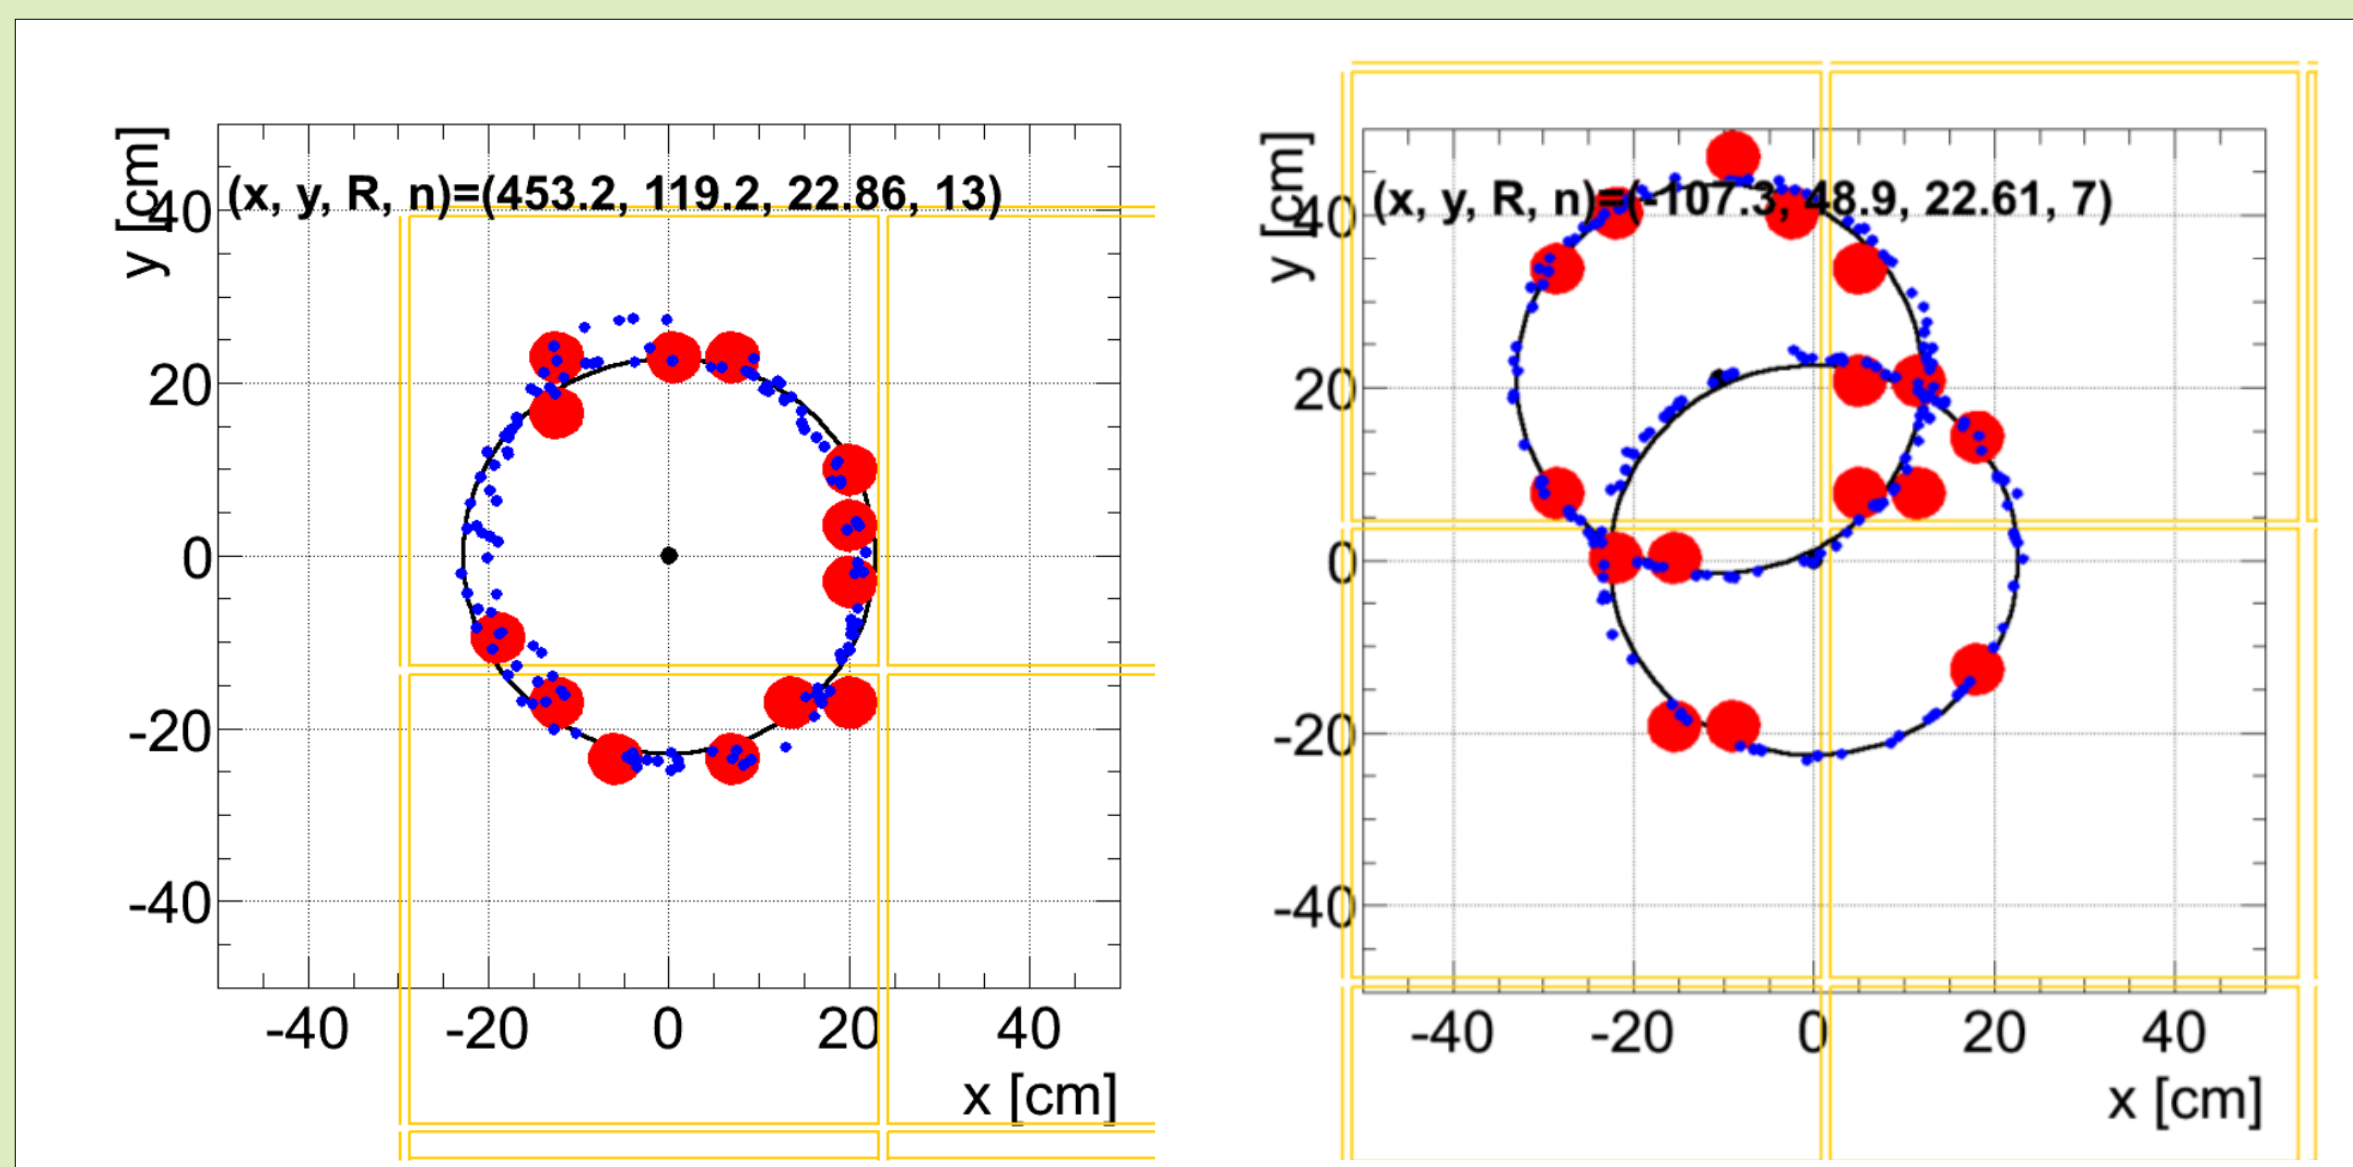 (x, y, R, n)=(453.2, 119.2, 22.86, 13)
y [cm]
40
20
0
-20
-40
-40 -20 0 20 40
x [cm]
(x, y, R, n)=(-107.3, 48.9, 22.61, 7)
y [cm]
40
20
0
-20
-40
-40 -20 0 20 40
x [cm]